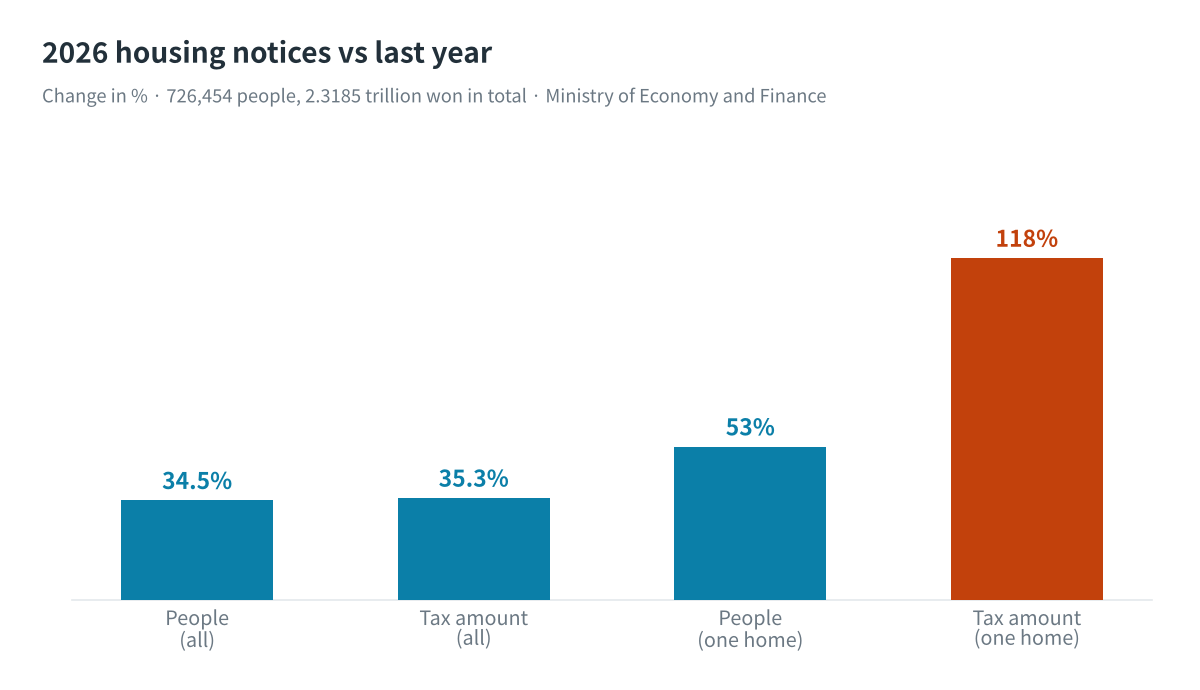 2026 housing notices vs last year
Change in % · 726,454 people, 2.3185 trillion won in total · Ministry of Economy and Finance
118%
53%
34.5%
35.3%
People
(all)
Tax amount
(all)
People
(one home)
Tax amount
(one home)